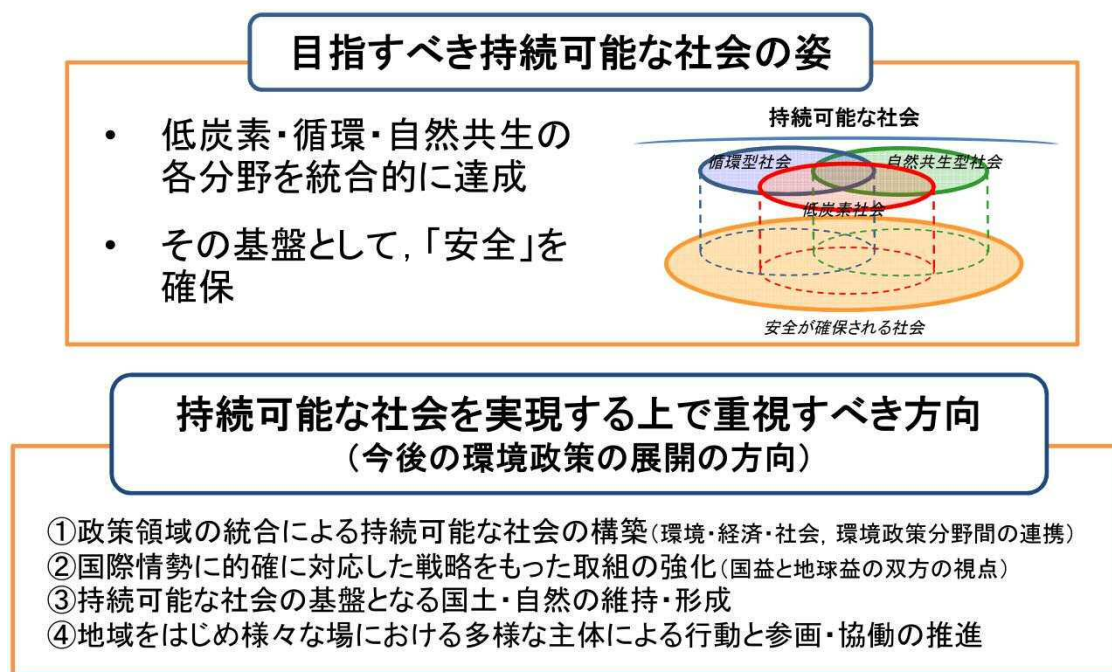 目指すべき持続可能な社会の姿
• 低炭素・循環・自然共生の
各分野を統合的に達成
• その基盤として，「安全」を
確保
持続可能な社会
循環型社会
自然共生型社会
低炭素社会
安全が確保される社会
持続可能な社会を実現する上で重視すべき方向
（今後の環境政策の展開の方向）
①政策領域の統合による持続可能な社会の構築（環境・経済・社会，環境政策分野間の連携）
②国際情勢に的確に対応した戦略をもった取組の強化（国益と地球益の双方の視点）
③持続可能な社会の基盤となる国土・自然の維持・形成
④地域をはじめ様々な場における多様な主体による行動と参画・協働の推進